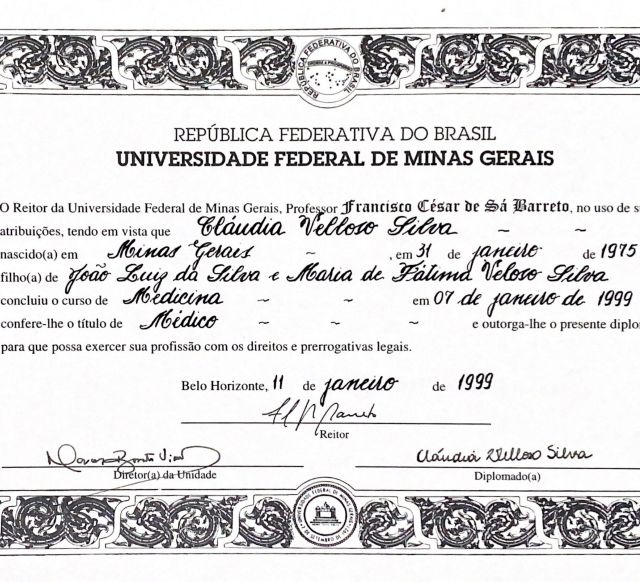 REPÚBLICA FEDERATIVA DO BRASIL
REPÚBLICA FEDERATIVA DO BRASIL
UNIVERSIDADE FEDERAL DE MINAS GERAIS
O Reitor da Universidade Federal de Minas Gerais, Professor Francisco César de Sá Barreto, no uso de
atribuições, tendo em vista que Cláudia Velloso Silva ~ ~
nascido(a) em Minas Gerais ~ , em 31 de janeiro de 1975
filho(a) de João Luiz da Silva e Maria de Fátima Veloso Silva
concluiu o curso de Medicina ~ ~ em 07 de janeiro de 1999
confere-lhe o título de Médico ~ ~ ~ e outorga-lhe o presente diplo
para que possa exercer sua profissão com os direitos e prerrogativas legais.
Belo Horizonte, 11 de janeiro de 1999
Reitor
Cláudia Velloso Silva
Diretor(a) da Unidade
Diplomado(a)